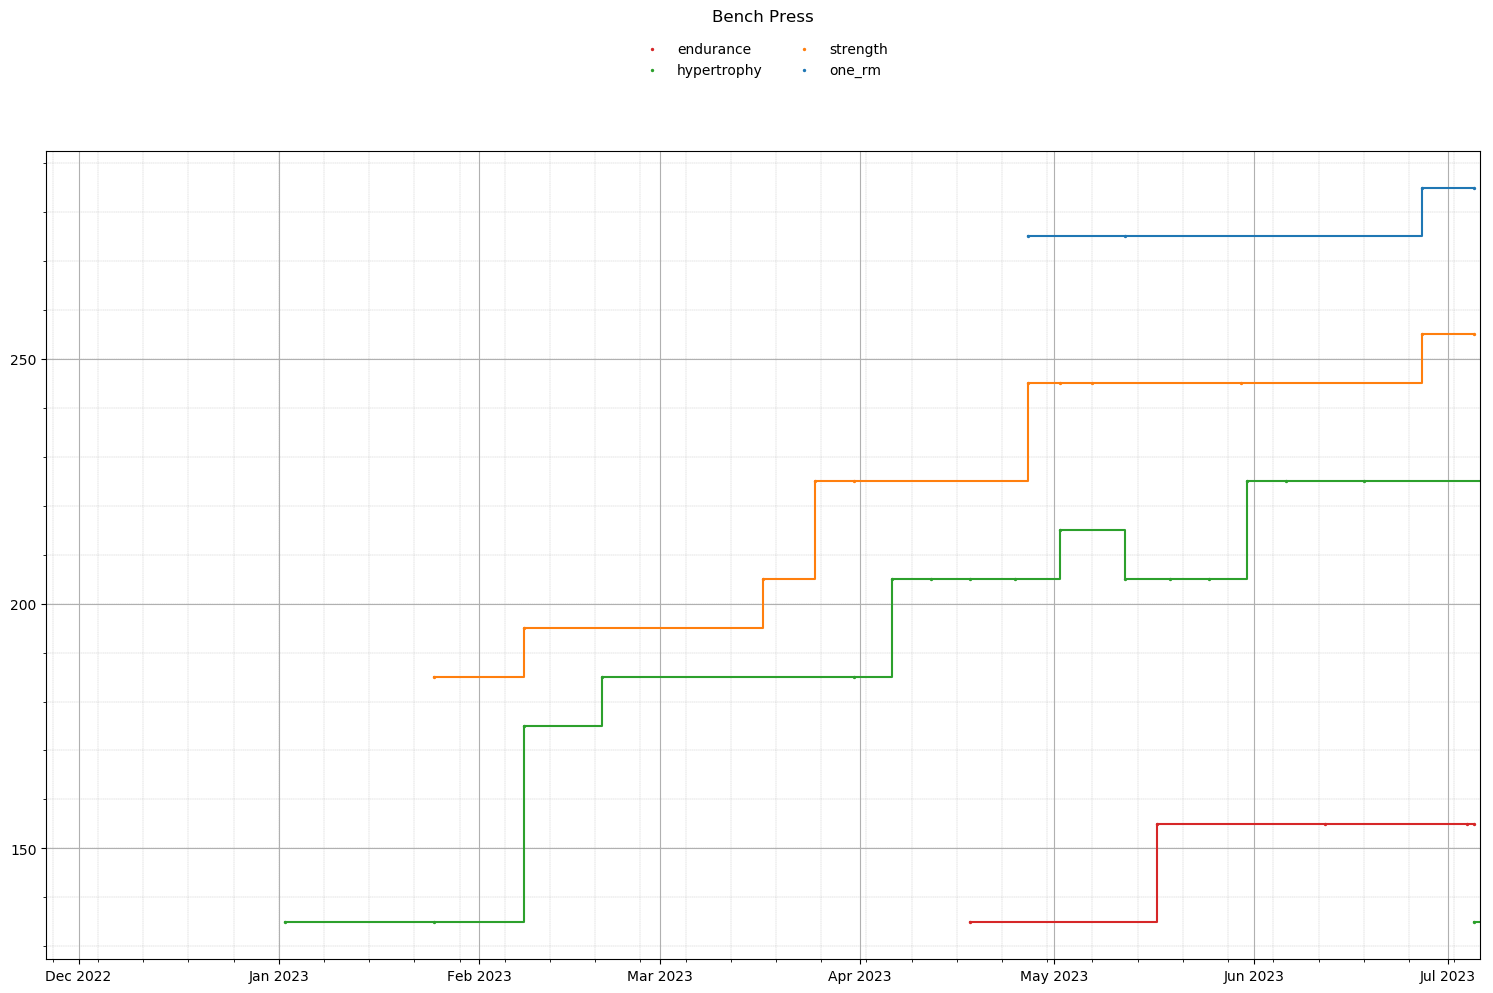 Bench Press
endurance strength
hypertrophy one_rm
250
200
150
Dec 2022 Jan 2023 Feb 2023 Mar 2023 Apr 2023 May 2023 Jun 2023 Jul 2023